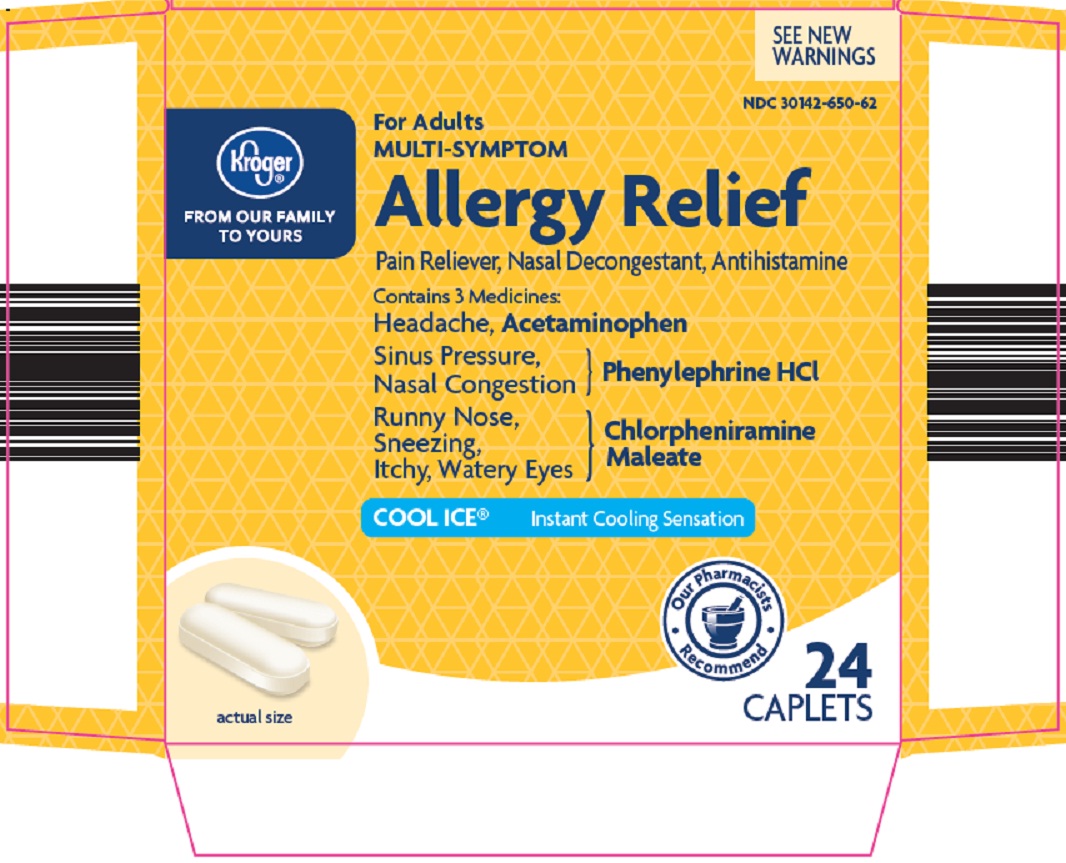 SEE NEW
WARNINGS
NDC 30142-650-62
Kroger®
FROM OUR FAMILY
TO YOURS
For Adults
MULTI-SYMPTOM
Allergy Relief
Pain Reliever, Nasal Decongestant, Antihistamine
Contains 3 Medicines:
Headache, Acetaminophen
Sinus Pressure,
Nasal Congestion
Phenylephrine HCl
Runny Nose,
Sneezing,
Itchy, Watery Eyes
Chlorpheniramine
Maleate
COOL ICE® Instant Cooling Sensation
Our Pharmacists
Recommend
24
CAPLETS
actual size